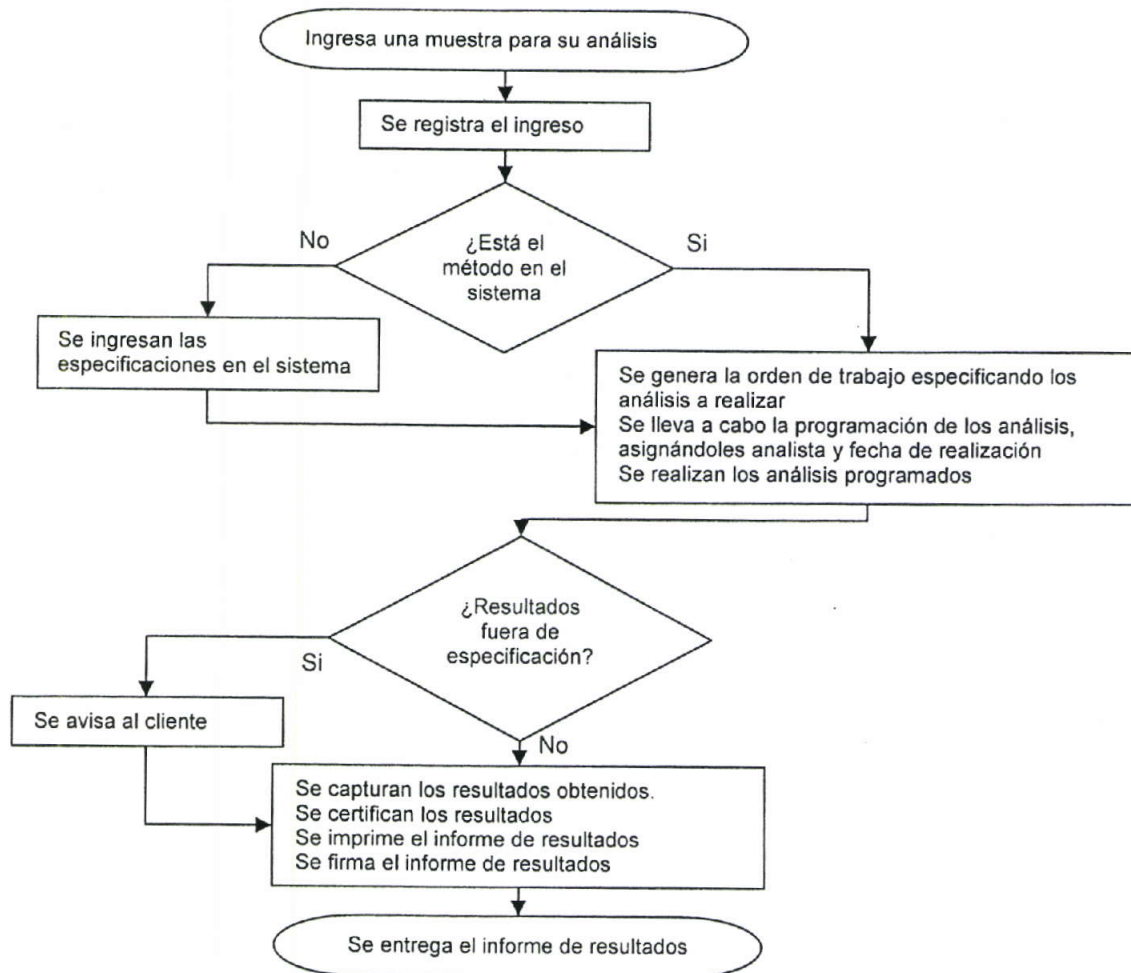 Ingresa una muestra para su análisis
Se registra el ingreso
¿Está el
método en el
sistema
No
Si
Se ingresan las
especificaciones en el sistema
Se genera la orden de trabajo especificando los
análisis a realizar
Se lleva a cabo la programación de los análisis,
asignándoles analista y fecha de realización
Se realizan los análisis programados
¿Resultados
fuera de
especificación?
Si
Se avisa al cliente
No
Se capturan los resultados obtenidos.
Se certifican los resultados
Se imprime el informe de resultados
Se firma el informe de resultados
Se entrega el informe de resultados